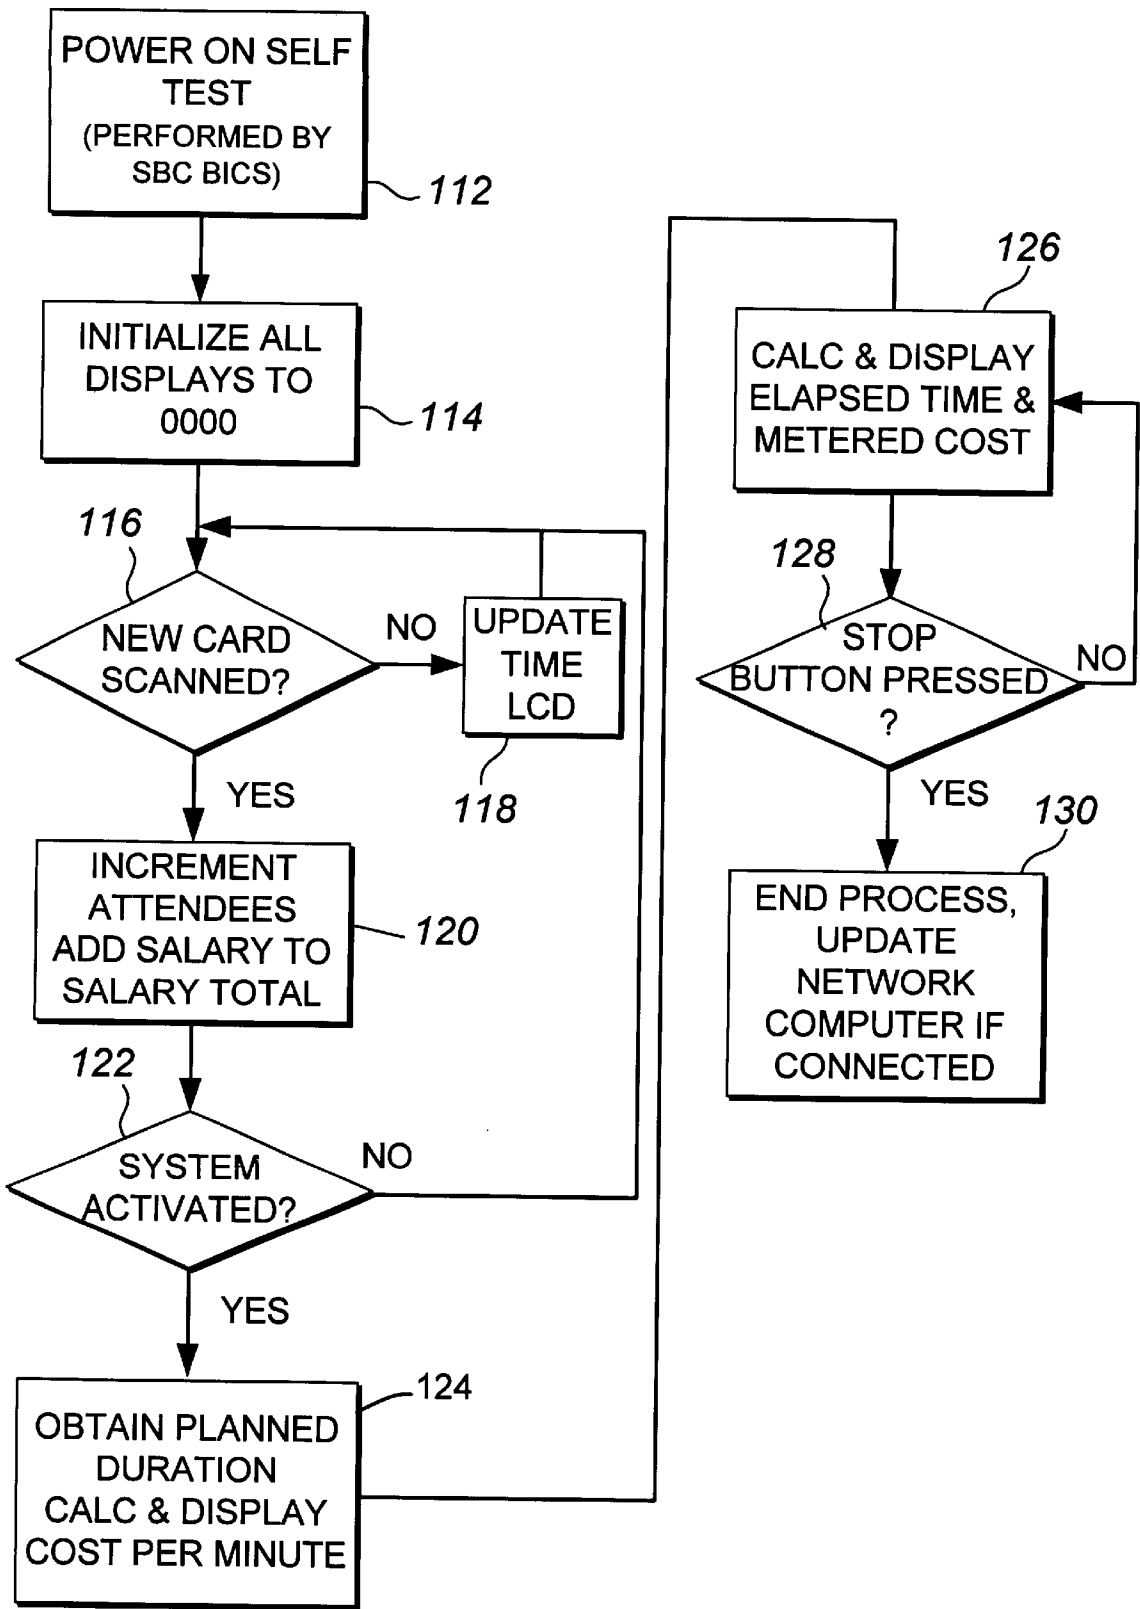 POWER ON SELF
TEST
(PERFORMED BY
SBC BICS)
112
INITIALIZE ALL
DISPLAYS TO
0000
114
116
NEW CARD
SCANNED?
NO
UPDATE
TIME
LCD
118
YES
INCREMENT
ATTENDEES
ADD SALARY TO
SALARY TOTAL
120
122
SYSTEM
ACTIVATED?
NO
YES
124
OBTAIN PLANNED
DURATION
CALC & DISPLAY
COST PER MINUTE
126
CALC & DISPLAY
ELAPSED TIME &
METERED COST
128
STOP
BUTTON PRESSED
?
NO
YES
130
END PROCESS,
UPDATE
NETWORK
COMPUTER IF
CONNECTED